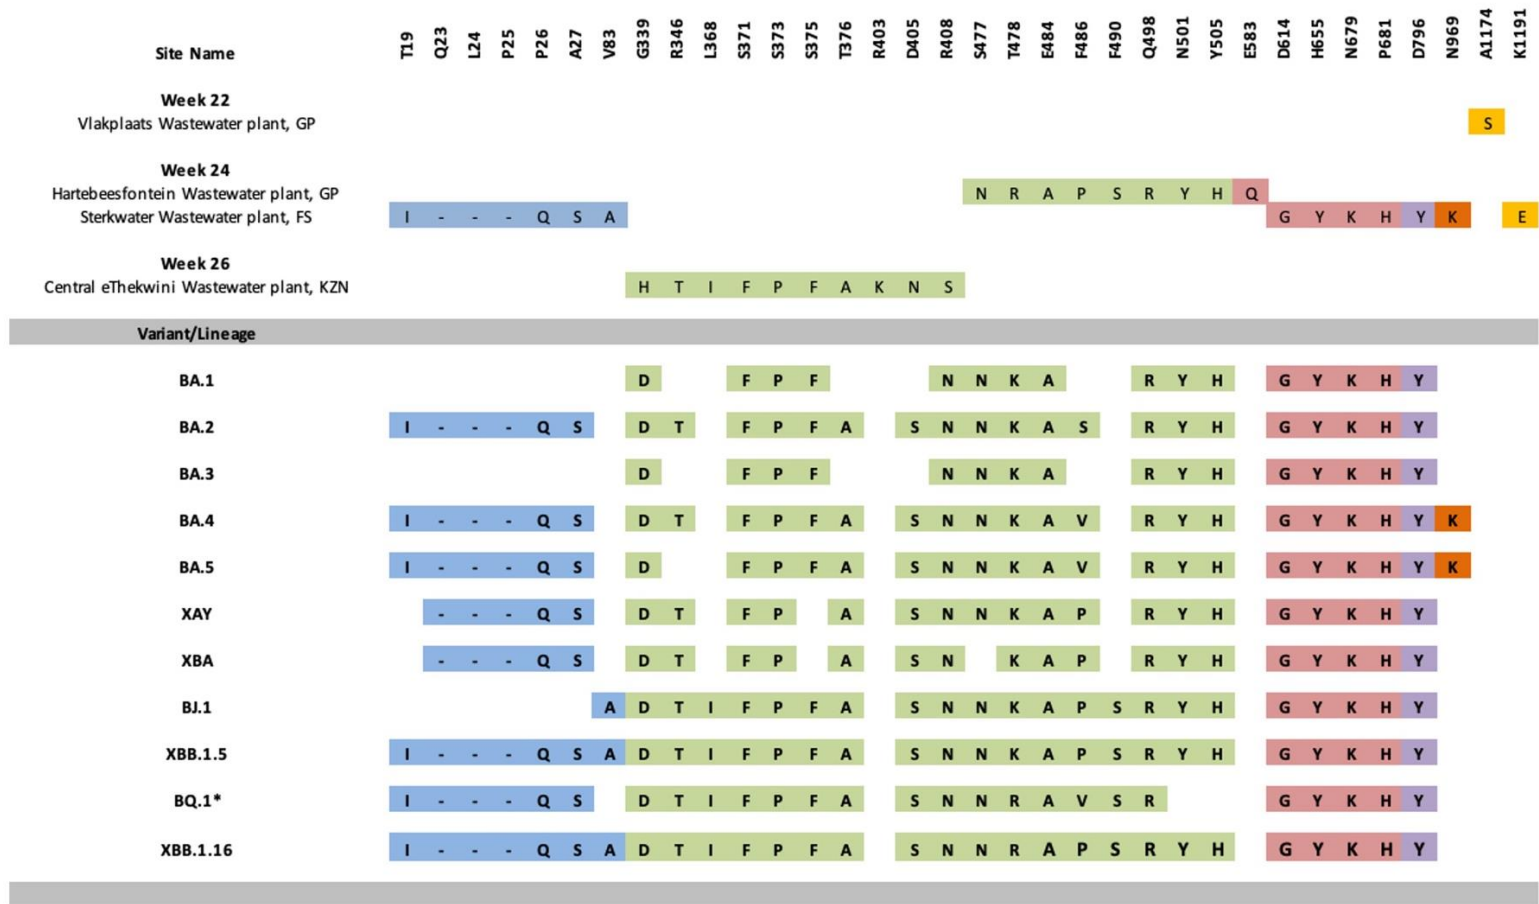 Site Name T19 Q23 L24 P25 P26 A27 V83 G339 R346 L368 S371 S373 S375 T376 R403 D405 R408 S477 T478 E484 F486 F490 Q498 N501 Y505 E583 D614 H655 N679 P681 D796 N969 A1174 K1191
Week 22
Vlakplaats Wastewater plant, GP S
Week 24
Hartebeesfontein Wastewater plant, GP N R A P S R Y H Q
Sterkwater Wastewater plant, FS I - - - Q S A G Y K H Y K E
Week 26
Central eThekwini Wastewater plant, KZN H T I F P F A K N S
Variant/Lineage
BA.1 D F P F N N K A R Y H G Y K H Y
BA.2 I - - - Q S D T F P F A S N N K A S R Y H G Y K H Y
BA.3 D F P F N N K A R Y H G Y K H Y
BA.4 I - - - Q S D T F P F A S N N K A V R Y H G Y K H Y K
BA.5 I - - - Q S D F P F A S N N K A V R Y H G Y K H Y K
XAY - - - Q S D T F P A S N N K A P R Y H G Y K H Y
XBA - - - Q S D T F P A S N K A P R Y H G Y K H Y
BJ.1 A D T I F P F A S N N K A P S R Y H G Y K H Y
XBB.1.5 I - - - Q S A D T I F P F A S N N K A P S R Y H G Y K H Y
BQ.1* I - - - Q S D T I F P F A S N N R A V S R G Y K H Y
XBB.1.16 I - - - Q S A D T I F P F A S N N R A P S R Y H G Y K H Y